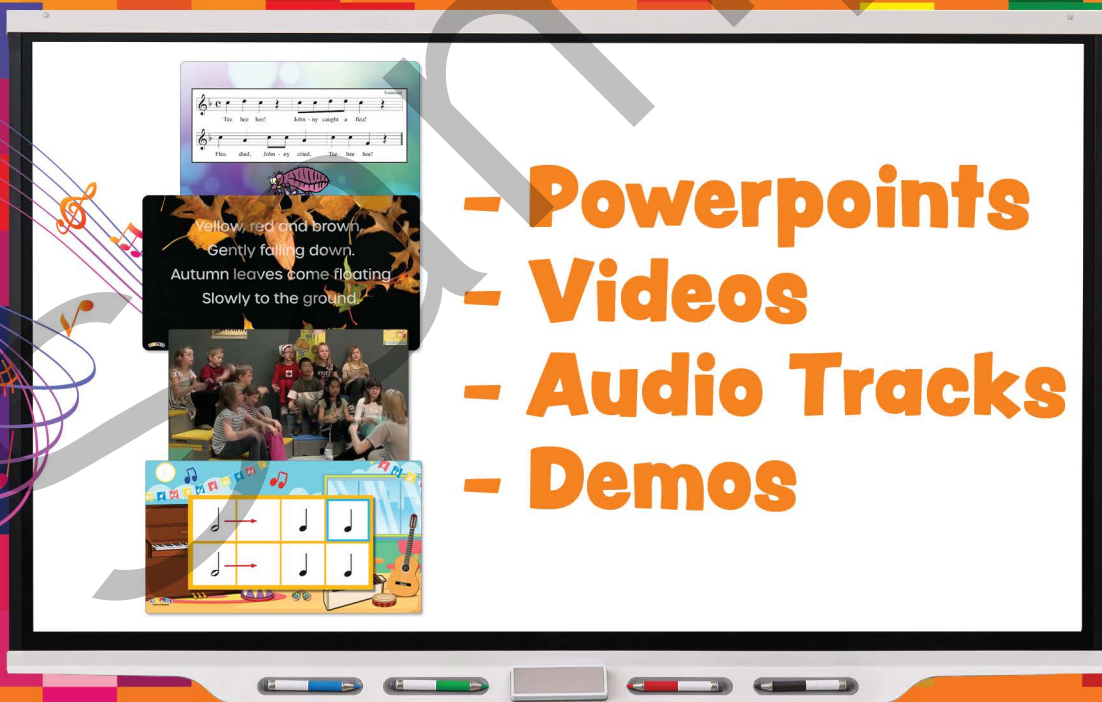 Traditional
Tee hee hee! John - ny caught a flea!
Flea died, John - ny cried. Tee hee hee!
Yellow, red and brown,
Gently falling down.
Autumn leaves come floating
Slowly to the ground.
- Powerpoints
- Videos
- Audio Tracks
- Demos